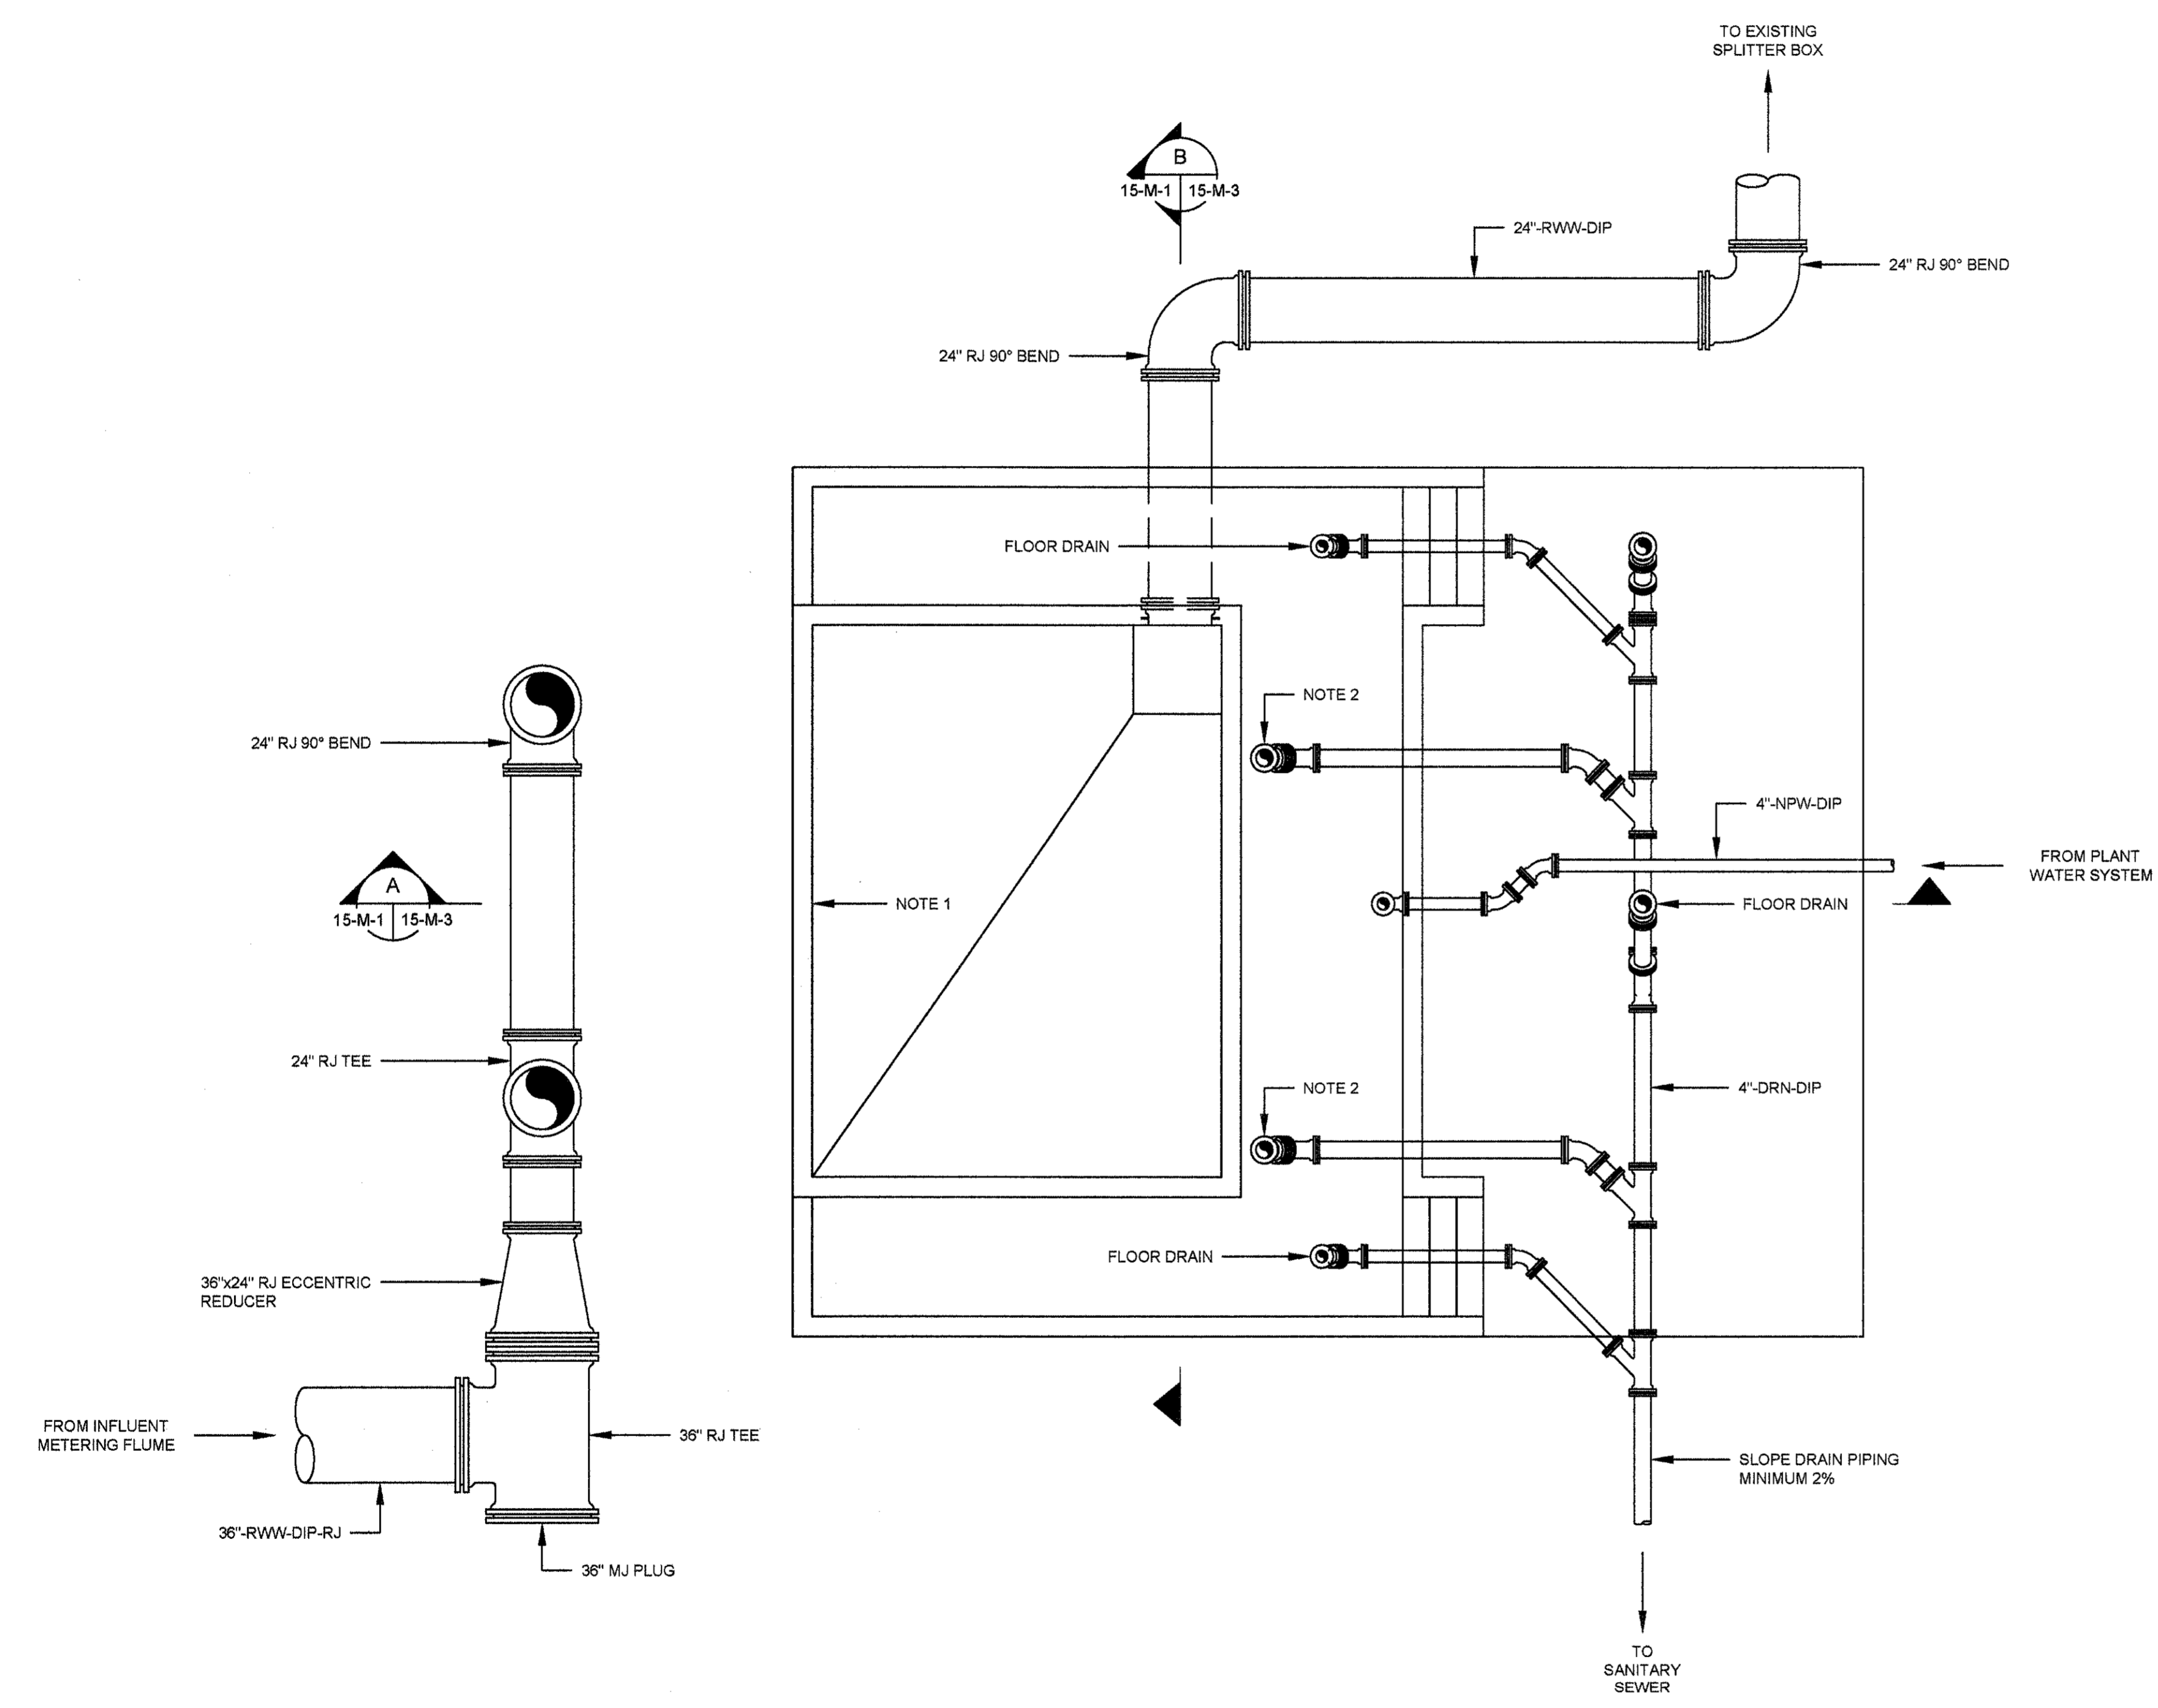 TO EXISTING
SPLITTER BOX
B
15-M-1 15-M-3
24"-RWW-DIP
24" RJ 90° BEND
24" RJ 90° BEND
FLOOR DRAIN
NOTE 2
24" RJ 90° BEND
4"-NPW-DIP
FROM PLANT
WATER SYSTEM
A
15-M-1 15-M-3
NOTE 1
FLOOR DRAIN
24" RJ TEE
NOTE 2
4"-DRN-DIP
FLOOR DRAIN
36"x24" RJ ECCENTRIC
REDUCER
FROM INFLUENT
METERING FLUME
36" RJ TEE
SLOPE DRAIN PIPING
MINIMUM 2%
36"-RWW-DIP-RJ
36" MJ PLUG
TO
SANITARY
SEWER